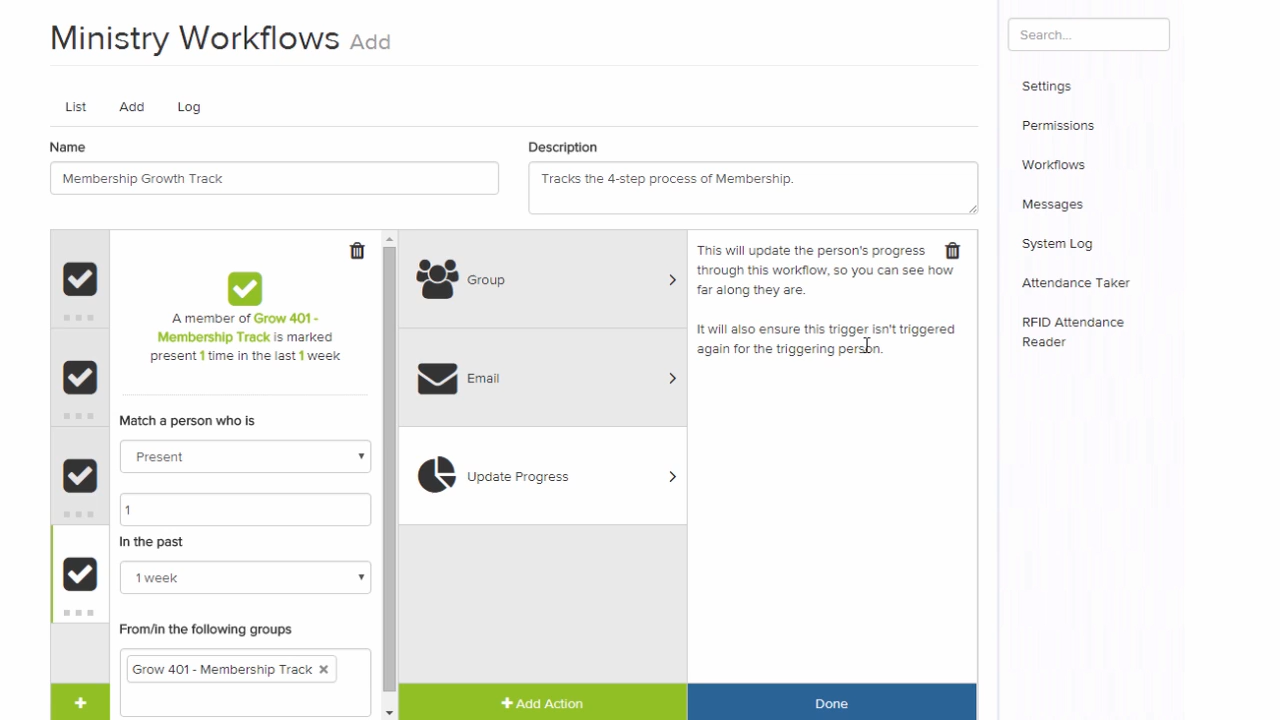 Ministry Workflows Add
Search...
Settings
Permissions
Workflows
Messages
System Log
Attendance Taker
RFID Attendance
Reader
List Add Log
Name
Membership Growth Track
Description
Tracks the 4-step process of Membership.
A member of Grow 401 -
Membership Track is marked
present 1 time in the last 1 week
Match a person who is
Present
1
In the past
1 week
From/in the following groups
Grow 401 - Membership Track ×
+
Group
Email
Update Progress
+ Add Action
This will update the person's progress
through this workflow, so you can see how
far along they are.
It will also ensure this trigger isn't triggered
again for the triggering person.
Done